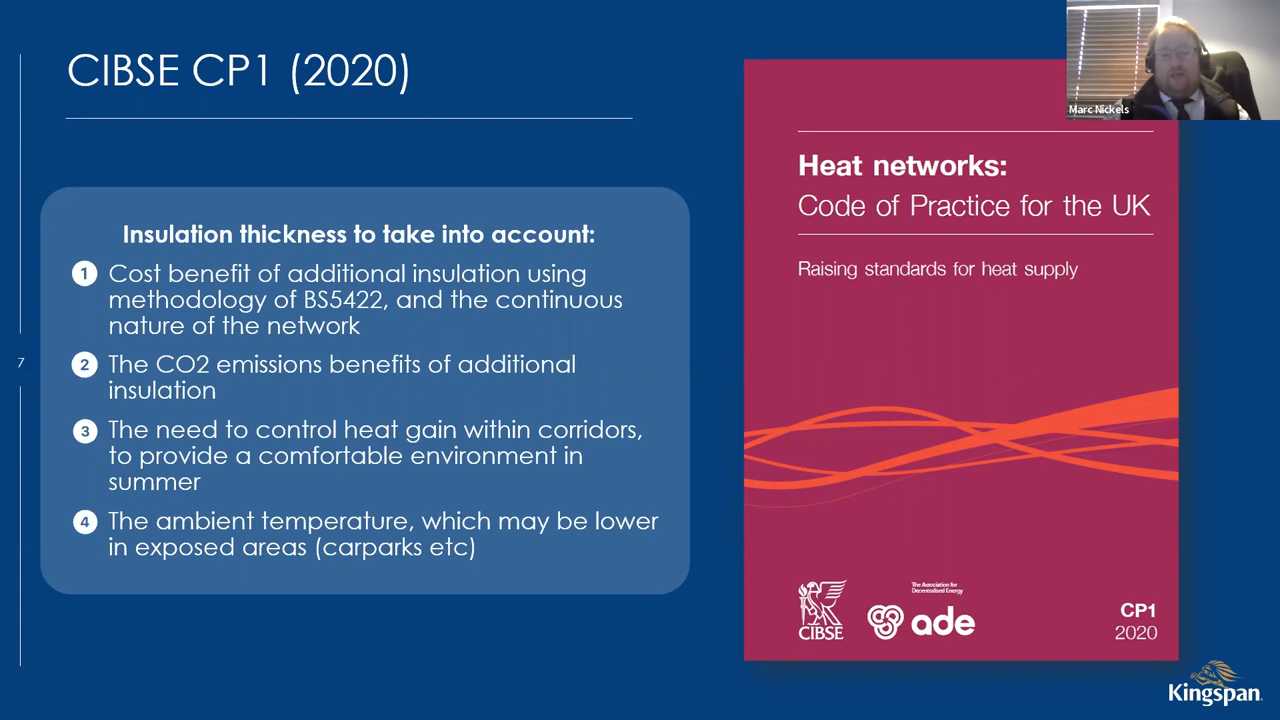 CIBSE CP1 (2020)
Insulation thickness to take into account:
1 Cost benefit of additional insulation using
methodology of BS5422, and the continuous
nature of the network
2 The CO2 emissions benefits of additional
insulation
3 The need to control heat gain within corridors,
to provide a comfortable environment in
summer
4 The ambient temperature, which may be lower
in exposed areas (carparks etc)
7
Marc Nickels
Heat networks:
Code of Practice for the UK
Raising standards for heat supply
CIBSE
The Association for
Decentralised Energy
ade
CP1
2020
Kingspan